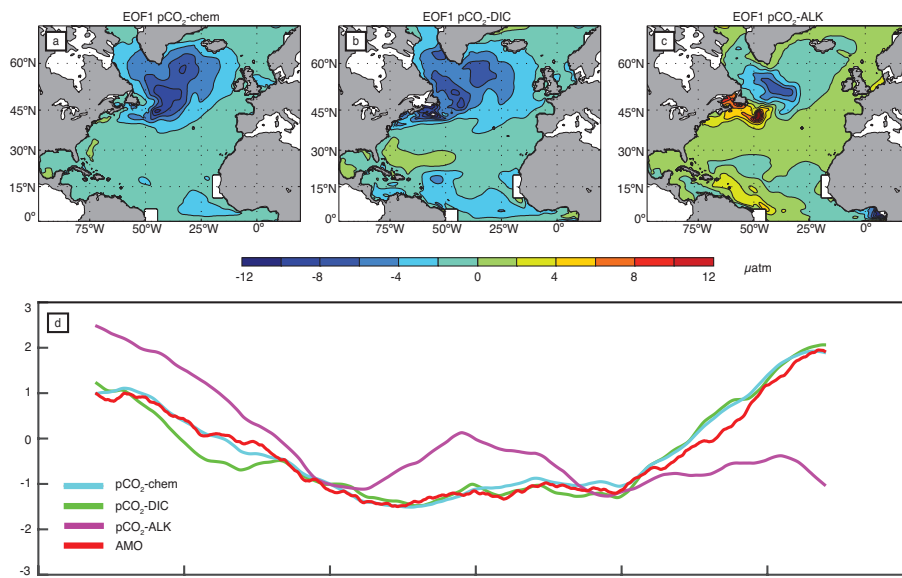 EOF1 pCO₂-chem EOF1 pCO₂-DIC EOF1 pCO₂-ALK
a b c
60°N 60°N 60°N
45°N 45°N 45°N
30°N 30°N 30°N
15°N 15°N 15°N
0° 0° 0°
75°W 50°W 25°W 0° 75°W 50°W 25°W 0° 75°W 50°W 25°W 0°
-12 -8 -4 0 4 8 12 µatm
3
d
2
1
0
-1
-2
-3
pCO₂-chem
pCO₂-DIC
pCO₂-ALK
AMO